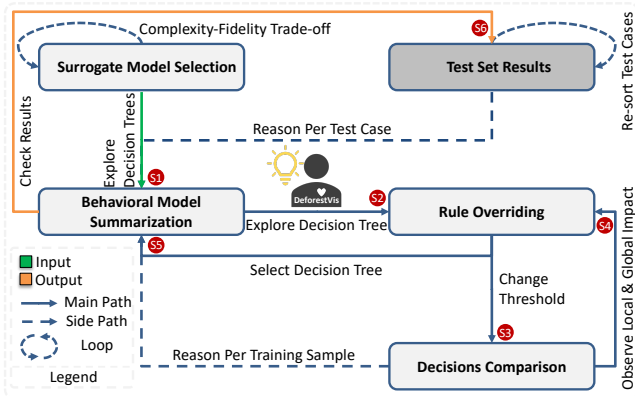 Complexity-Fidelity Trade-off
S6
Surrogate Model Selection
Test Set Results
Re-sort Test Cases
Check Results
Explore
Decision Trees
Reason Per Test Case
S1
DeforestVis
S2
Behavioral Model
Summarization
Explore Decision Tree
Rule Overriding
S4
S5
Select Decision Tree
Change
Threshold
Observe Local & Global Impact
Input
Output
Main Path
Side Path
Loop
Legend
S3
Reason Per Training Sample
Decisions Comparison